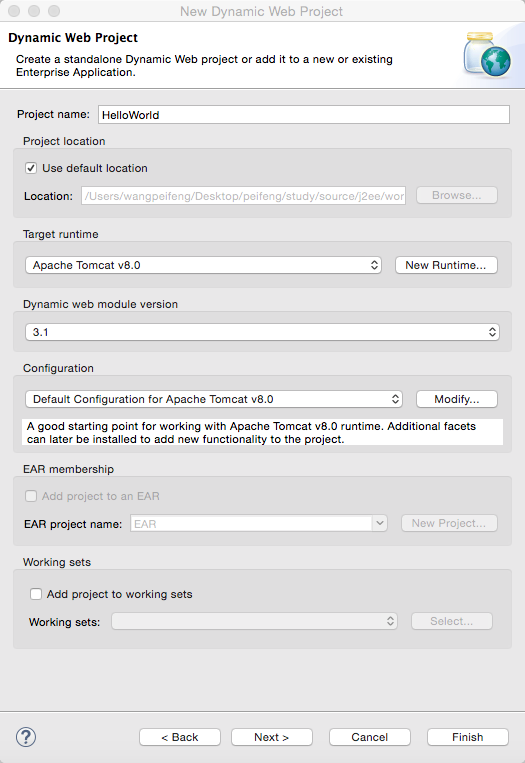 New Dynamic Web Project
Dynamic Web Project
Create a standalone Dynamic Web project or add it to a new or existing
Enterprise Application.
Project name: HelloWorld
Project location
Use default location
Location: /Users/wangpeifeng/Desktop/peifeng/study/source/j2ee/wor Browse...
Target runtime
Apache Tomcat v8.0 New Runtime...
Dynamic web module version
3.1
Configuration
Default Configuration for Apache Tomcat v8.0 Modify...
A good starting point for working with Apache Tomcat v8.0 runtime. Additional facets
can later be installed to add new functionality to the project.
EAR membership
Add project to an EAR
EAR project name: EAR New Project...
Working sets
Add project to working sets
Working sets: Select...
? < Back Next > Cancel Finish